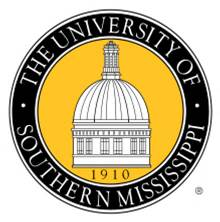 THE UNIVERSITY OF
SOUTHERN MISSISSIPPI
1910
®